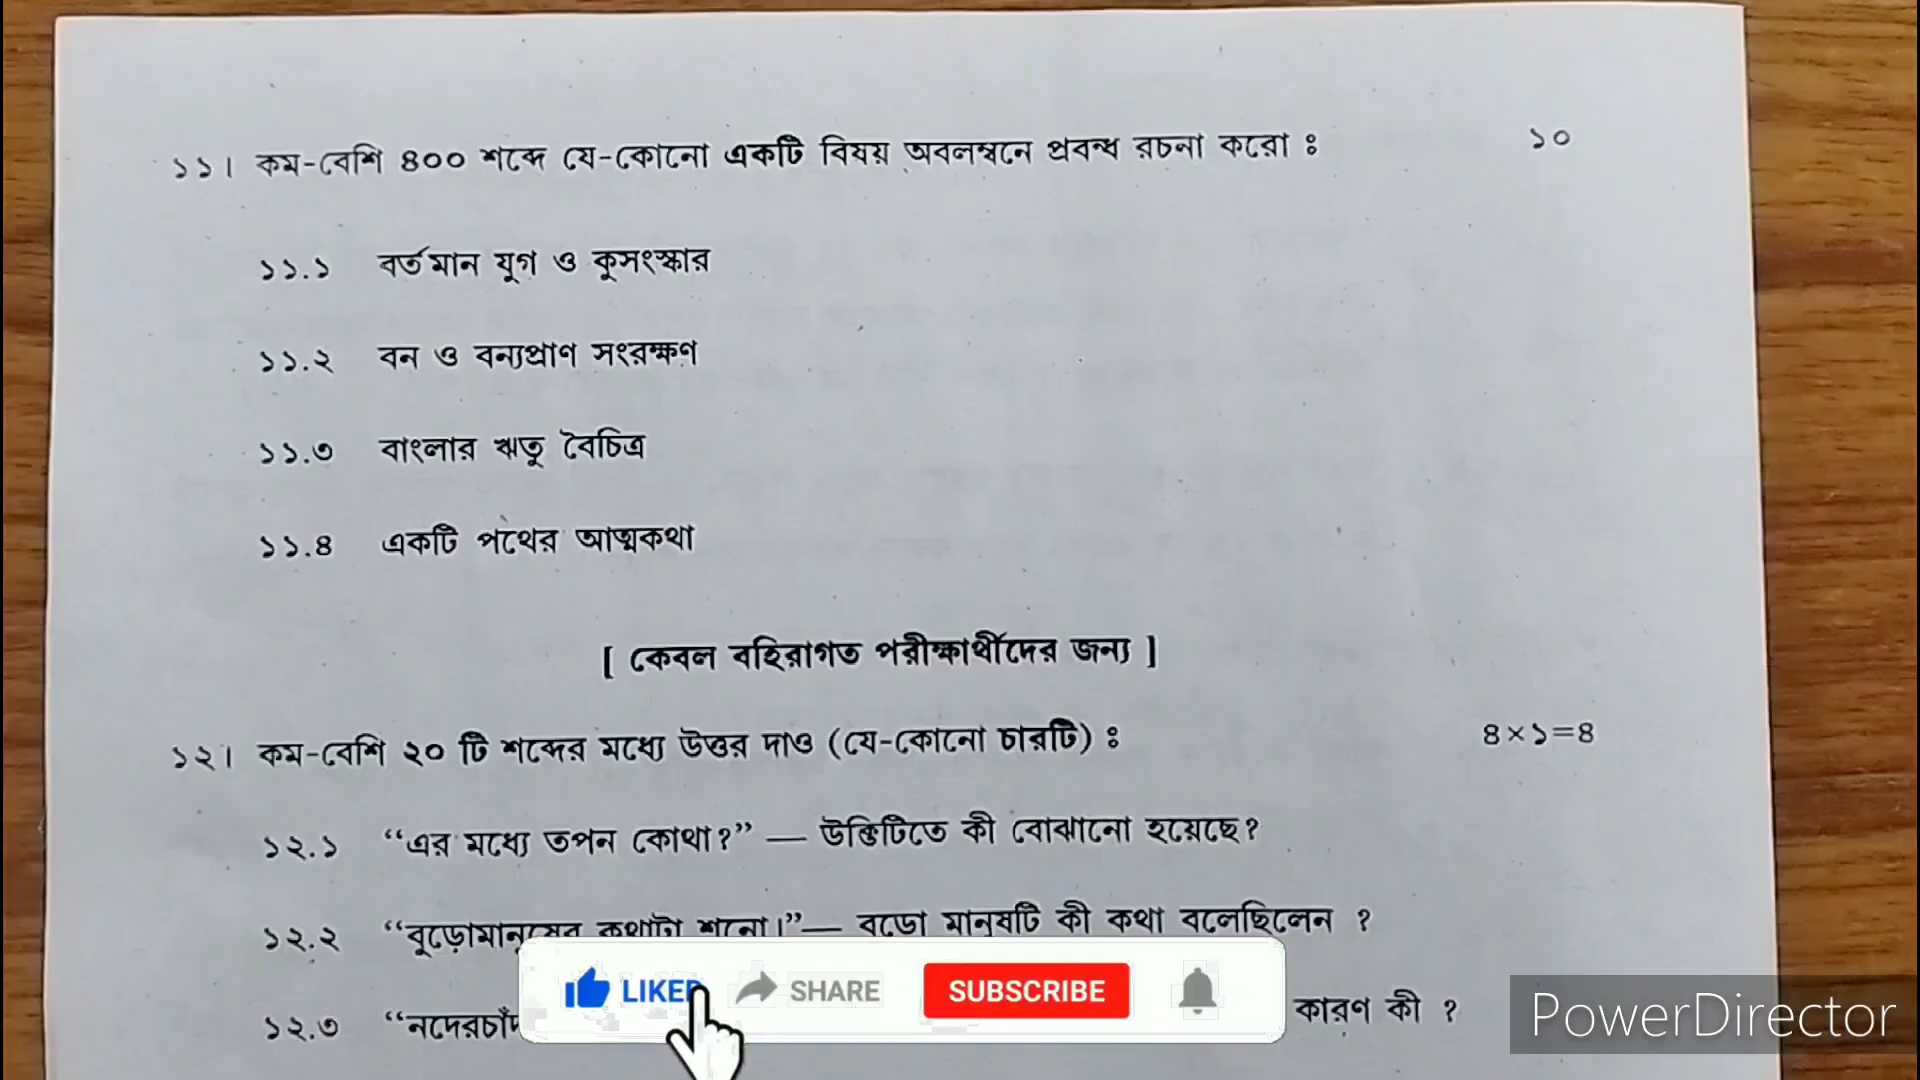 ১১। কম-বেশি ৪০০ শব্দে যে-কোনো একটি বিষয় অবলম্বনে প্রবন্ধ রচনা করো ঃ ১০
১১.১ বর্তমান যুগ ও কুসংস্কার
১১.২ বন ও বন্যপ্রাণ সংরক্ষণ
১১.৩ বাংলার ঋতু বৈচিত্র
১১.৪ একটি পথের আত্মকথা
[ কেবল বহিরাগত পরীক্ষার্থীদের জন্য ]
১২। কম-বেশি ২০ টি শব্দের মধ্যে উত্তর দাও (যে-কোনো চারটি) ঃ ৪×১=৪
১২.১ “এর মধ্যে তপন কোথা?” — উক্তিটিতে কী বোঝানো হয়েছে?
১২.২ “বুড়োমানুষের কথাটা শুনো।”— বুড়ো মানুষটি কী কথা বলেছিলেন ?
১২.৩ “নদেরচাঁদ কারণ কী ?
LIKED SHARE SUBSCRIBE
PowerDirector